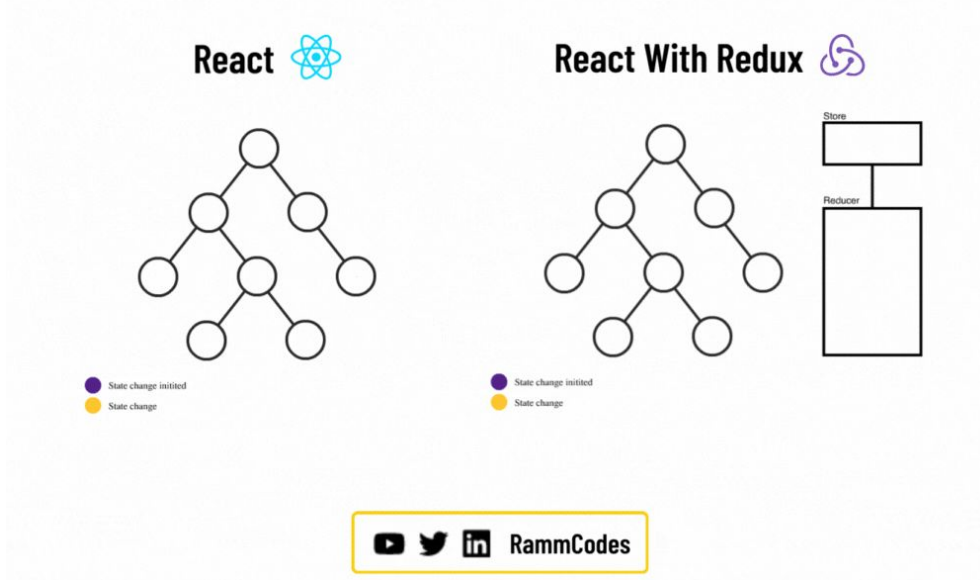 React
React With Redux
Store
Reducer
State change initited
State change
State change initited
State change
RammCodes